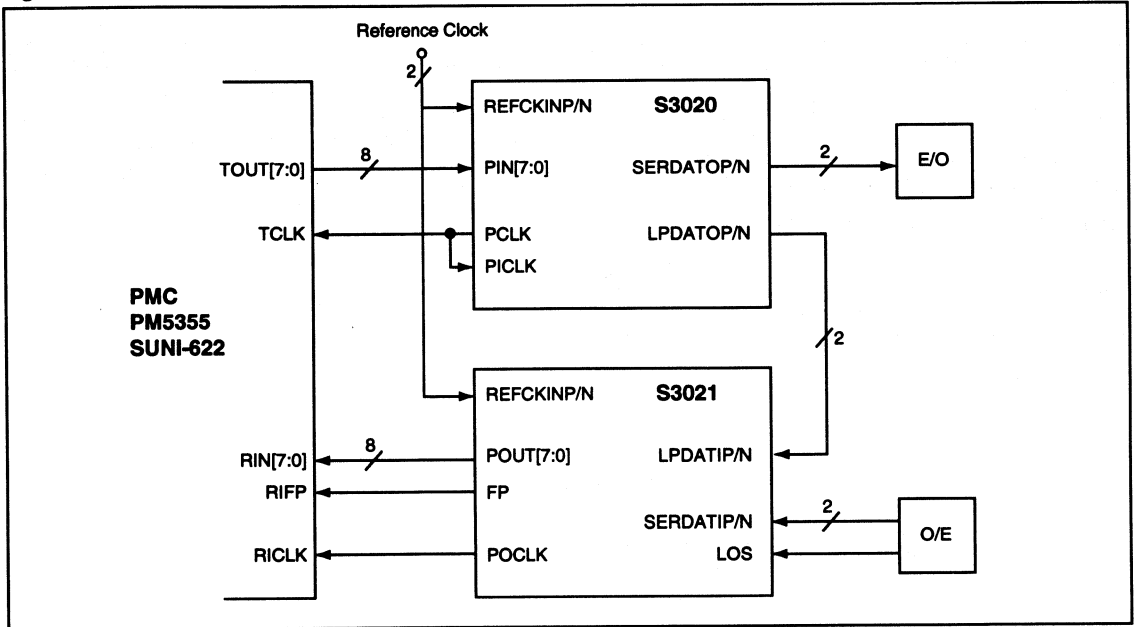 Reference Clock
2
REFCKINP/N
S3020
TOUT[7:0]
8
PIN[7:0]
SERDATOP/N
2
E/O
TCLK
PCLK
LPDATOP/N
PICLK
PMC
PM5355
SUNI-622
2
REFCKINP/N
S3021
RIN[7:0]
8
POUT[7:0]
LPDATIP/N
RIFP
FP
SERDATIP/N
2
O/E
RICLK
POCLK
LOS